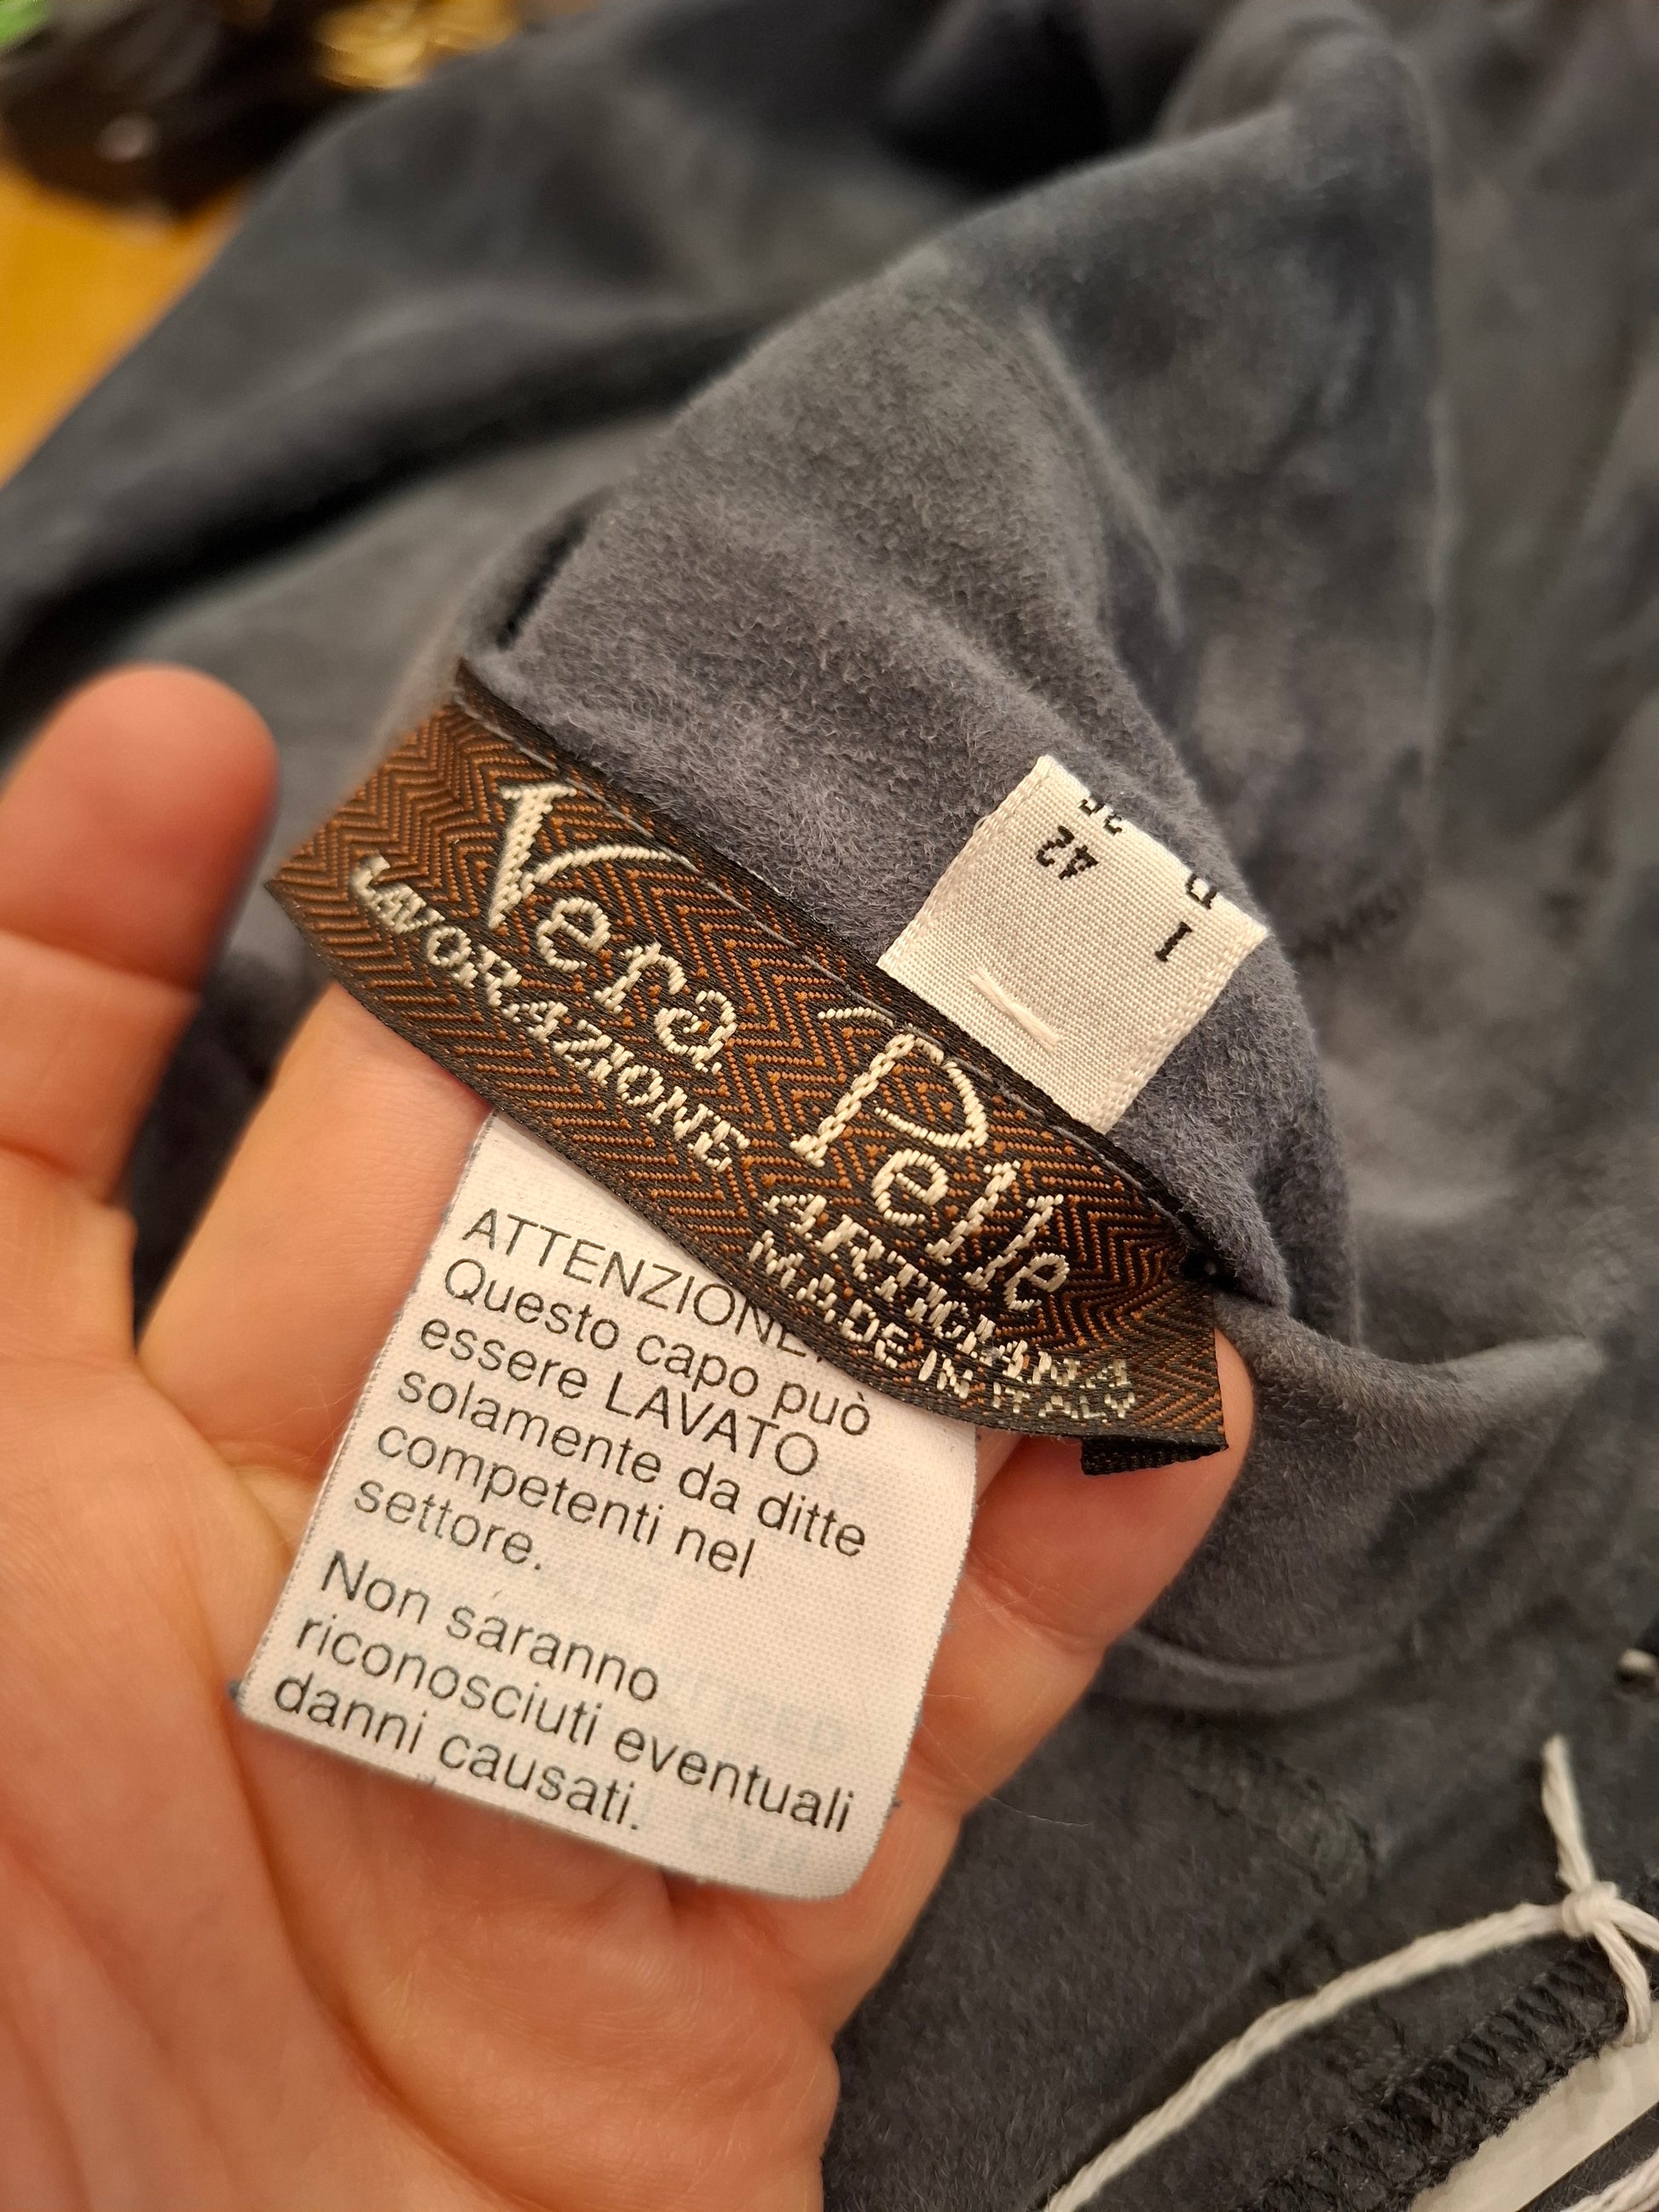 Vera Pelle
LAVORAZIONE ARTIGIANA
MADE IN ITALY
I
42
D
ATTENZIONE
Questo capo può
essere LAVATO
solamente da ditte
competenti nel
settore.
Non saranno
riconosciuti eventuali
danni causati.